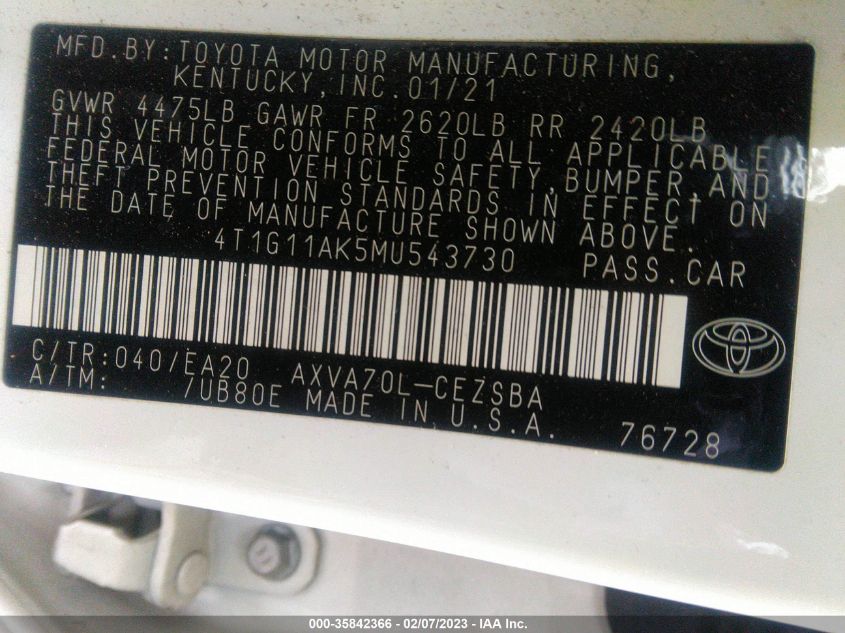 MFD.BY:TOYOTA MOTOR MANUFACTURING,
KENTUCKY,INC.01/21
GVWR 4475LB GAWR FR 2620LB RR 2420LB
THIS VEHICLE CONFORMS TO ALL APPLICABLE
FEDERAL MOTOR VEHICLE SAFETY,BUMPER,AND
THEFT PREVENTION STANDARDS IN EFFECT ON
THE DATE OF MANUFACTURE SHOWN ABOVE.
4T1G11AK5MU543730 PASS.CAR
C/TR:040/EA20 AXVA70L-CEZSBA
A/TM: /UB80E MADE IN U.S.A. 76728
000-35842366 - 02/07/2023 - IAA Inc.